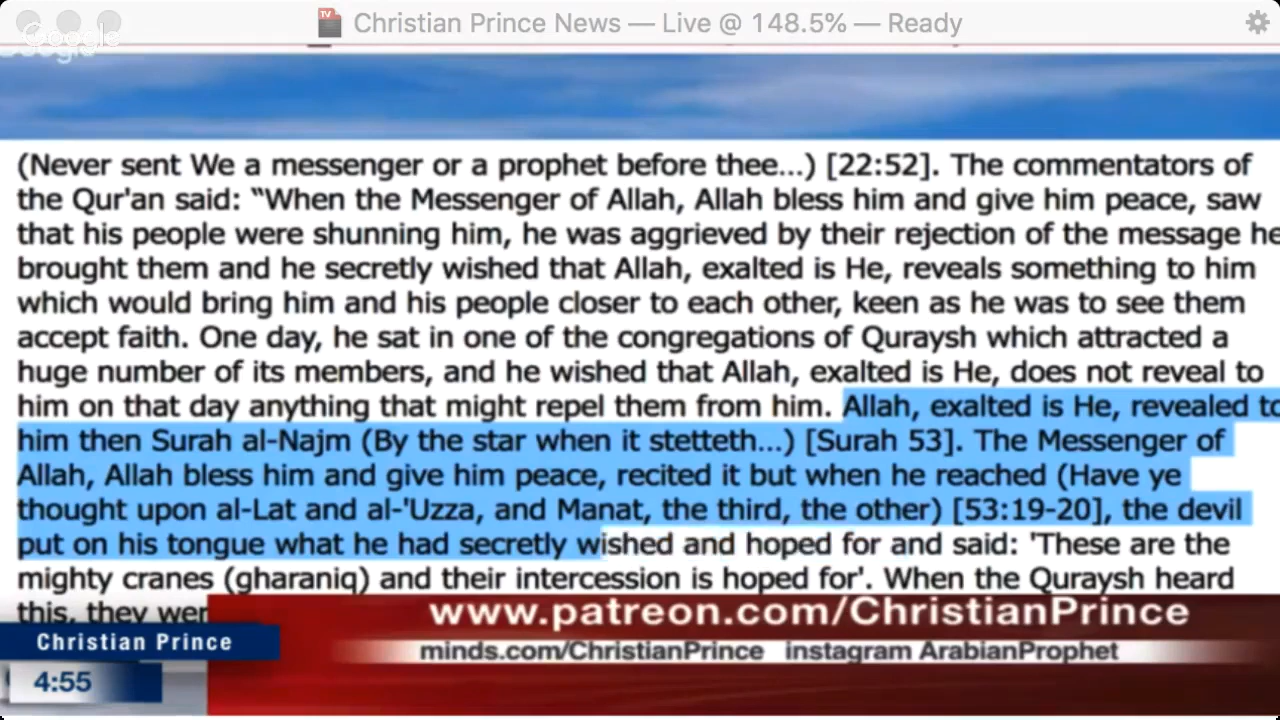 Christian Prince News — Live @ 148.5% — Ready
Google
Google
(Never sent We a messenger or a prophet before thee...) [22:52]. The commentators of
the Qur'an said: “When the Messenger of Allah, Allah bless him and give him peace, saw
that his people were shunning him, he was aggrieved by their rejection of the message he
brought them and he secretly wished that Allah, exalted is He, reveals something to him
which would bring him and his people closer to each other, keen as he was to see them
accept faith. One day, he sat in one of the congregations of Quraysh which attracted a
huge number of its members, and he wished that Allah, exalted is He, does not reveal to
him on that day anything that might repel them from him. Allah, exalted is He, revealed to
him then Surah al-Najm (By the star when it stetteth...) [Surah 53]. The Messenger of
Allah, Allah bless him and give him peace, recited it but when he reached (Have ye
thought upon al-Lat and al-'Uzza, and Manat, the third, the other) [53:19-20], the devil
put on his tongue what he had secretly wished and hoped for and said: 'These are the
mighty cranes (gharaniq) and their intercession is hoped for'. When the Quraysh heard
this, they wer
www.patreon.com/ChristianPrince
Christian Prince
minds.com/ChristianPrince instagram ArabianProphet
4:55